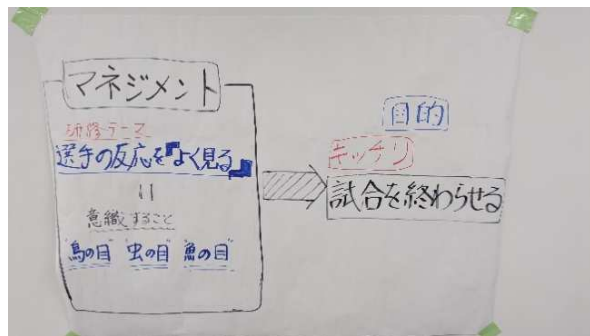 マネジメント
研修テーマ
選手の反応を『よく見る』
||
意識すること
"鳥の目" "虫の目" "魚の目"
目的
キッチリ
試合を終わらせる